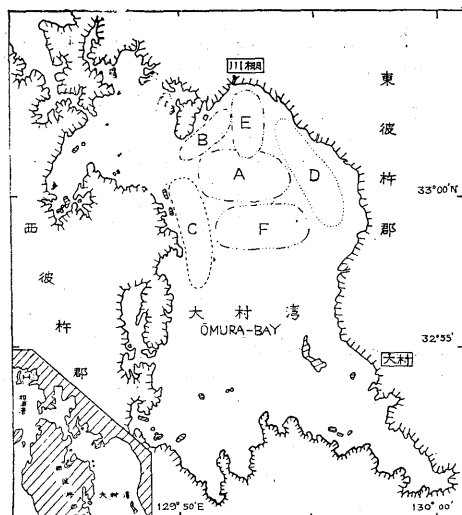 川棚
東彼杵郡
B
E
A
D
33°00′N
C
F
西彼杵郡
大村湾
ŌMURA-BAY
32°55′
大村
大村湾
129°50′E
130°00′